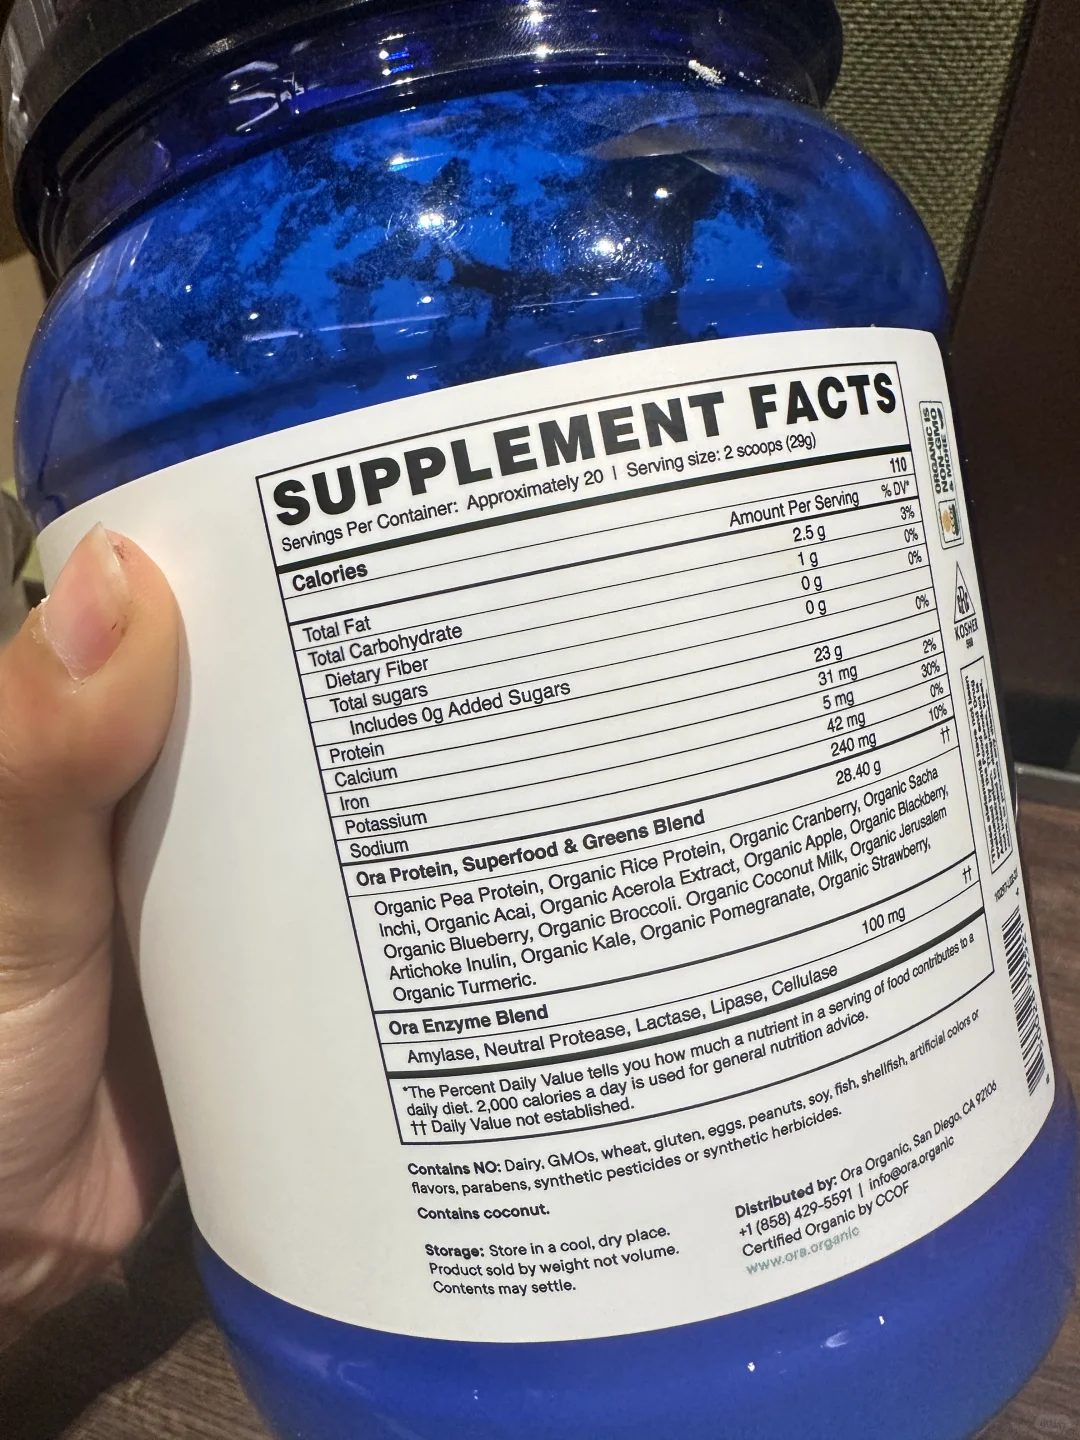 SUPPLEMENT FACTS
Servings Per Container: Approximately 20 | Serving size: 2 scoops (29g)
Calories 110
Amount Per Serving % DV*
Total Fat 2.5 g 3%
Total Carbohydrate 1 g 0%
Dietary Fiber 0 g 0%
Total sugars 0 g
Includes 0g Added Sugars 0%
Protein 23 g
Calcium 31 mg 2%
Iron 5 mg 30%
Potassium 42 mg 0%
Sodium 240 mg 10%
Ora Protein, Superfood & Greens Blend 28.40 g ††
Organic Pea Protein, Organic Rice Protein, Organic Cranberry, Organic Sacha
Inchi, Organic Acai, Organic Acerola Extract, Organic Apple, Organic Blackberry,
Organic Blueberry, Organic Broccoli. Organic Coconut Milk, Organic Jerusalem
Artichoke Inulin, Organic Kale, Organic Pomegranate, Organic Strawberry,
Organic Turmeric.
Ora Enzyme Blend 100 mg ††
Amylase, Neutral Protease, Lactase, Lipase, Cellulase
*The Percent Daily Value tells you how much a nutrient in a serving of food contributes to a
daily diet. 2,000 calories a day is used for general nutrition advice.
†† Daily Value not established.
Contains NO: Dairy, GMOs, wheat, gluten, eggs, peanuts, soy, fish, shellfish, artificial colors or
flavors, parabens, synthetic pesticides or synthetic herbicides.
Contains coconut.
Storage: Store in a cool, dry place.
Product sold by weight not volume.
Contents may settle.
Distributed by: Ora Organic, San Diego, CA 92106
+1 (858) 429-5591 | info@ora.organic
Certified Organic by CCOF
www.ora.organic
ORGANIC IS
NON-GMO
& MORE
KOSHER